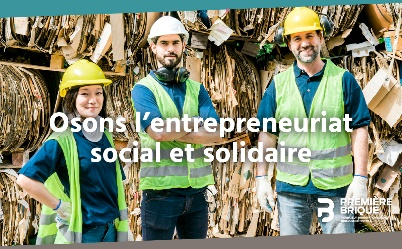 Osons l'entrepreneuriat
social et solidaire
PREMIÈRE
BRIQUE